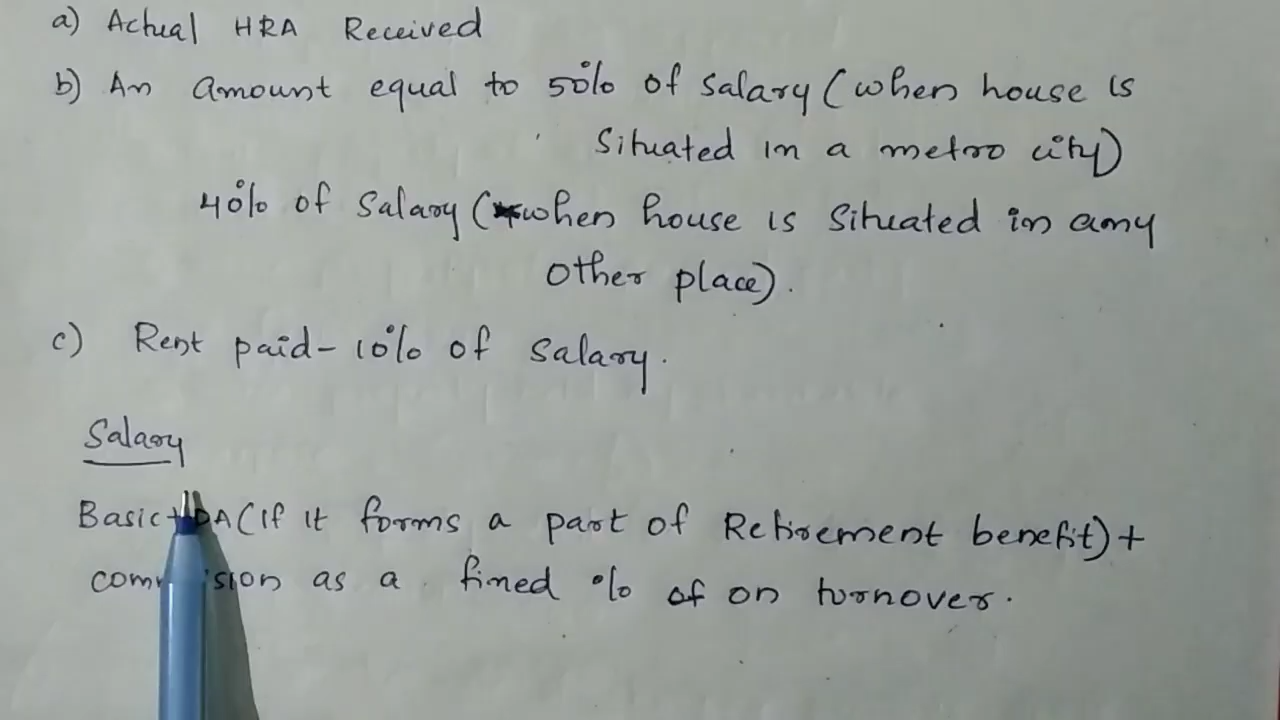 a) Actual HRA Received
b) An amount equal to 50% of salary (when house is
situated in a metro city)
40% of salary (when house is situated in any
other place).
c) Rent paid - 10% of salary.
Salary
Basic + DA (If it forms a part of Retirement benefit) +
as a fixed % of on turnover.